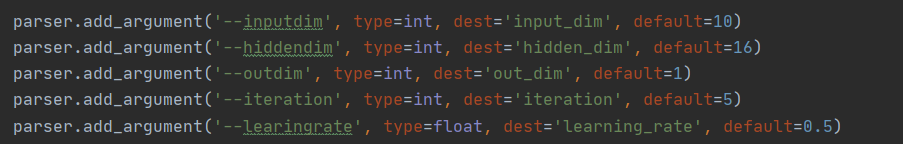 parser.add_argument('--inputdim', type=int, dest='input_dim', default=10)
parser.add_argument('--hiddendim', type=int, dest='hidden_dim', default=16)
parser.add_argument('--outdim', type=int, dest='out_dim', default=1)
parser.add_argument('--iteration', type=int, dest='iteration', default=5)
parser.add_argument('--learingrate', type=float, dest='learning_rate', default=0.5)